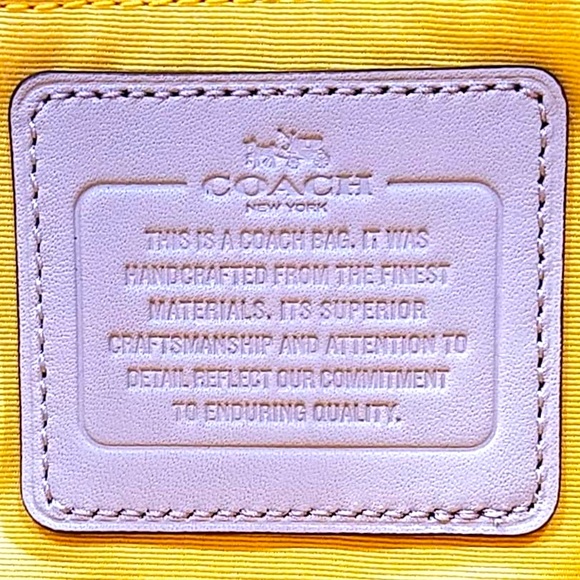 COACH
NEW YORK
THIS IS A COACH BAG. IT WAS
HANDCRAFTED FROM THE FINEST
MATERIALS. ITS SUPERIOR
CRAFTSMANSHIP AND ATTENTION TO
DETAIL REFLECT OUR COMMITMENT
TO ENDURING QUALITY.